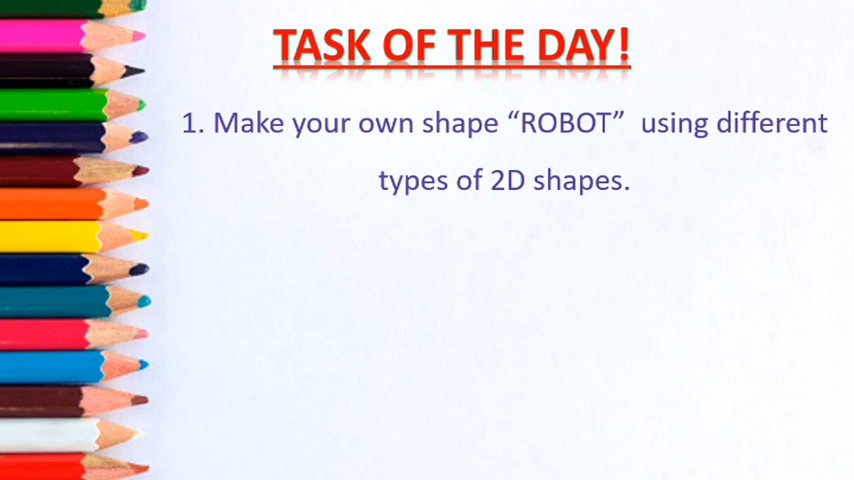 TASK OF THE DAY!
1. Make your own shape “ROBOT”  using different
types of 2D shapes.